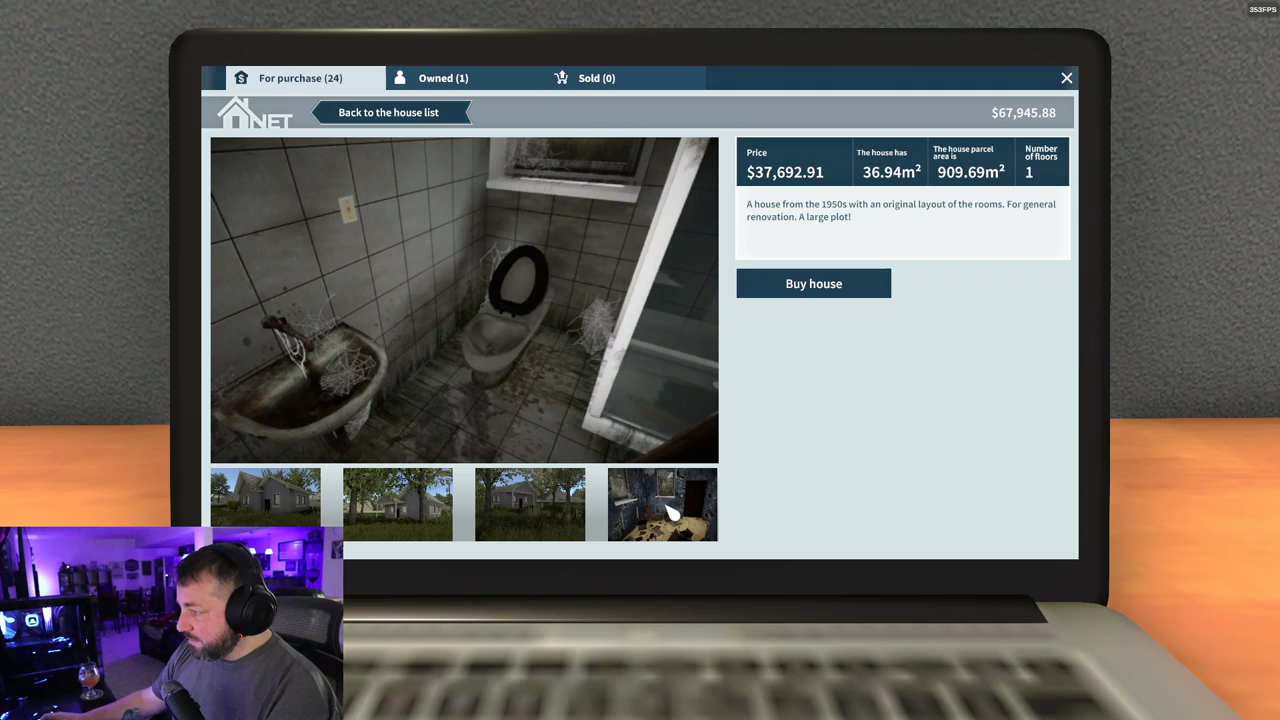 353FPS
For purchase (24)
Owned (1)
Sold (0)
NET
Back to the house list
$67,945.88
Price
$37,692.91
The house has
36.94m²
The house parcel
area is
909.69m²
Number
of floors
1
A house from the 1950s with an original layout of the rooms. For general
renovation. A large plot!
Buy house